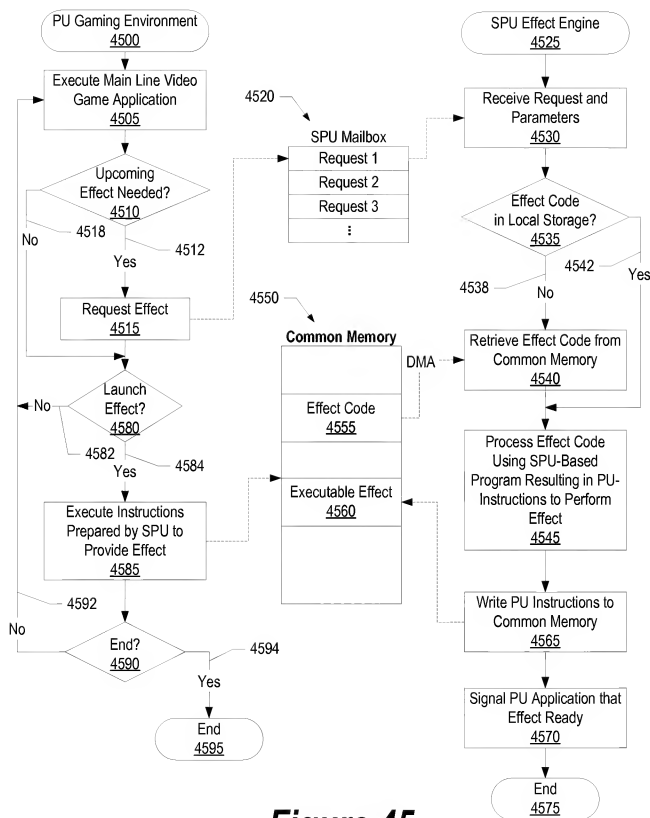 PU Gaming Environment
4500
Execute Main Line Video
Game Application
4505
Upcoming
Effect Needed?
4510
4518
4512
No
Yes
Request Effect
4515
Launch
Effect?
4580
No
4582
4584
Yes
Execute Instructions
Prepared by SPU to
Provide Effect
4585
4592
No
End?
4590
4594
Yes
End
4595
4520
SPU Mailbox
Request 1
Request 2
Request 3
⋮
4550
Common Memory
DMA
Effect Code
4555
Executable Effect
4560
SPU Effect Engine
4525
Receive Request and
Parameters
4530
Effect Code
in Local Storage?
4535
4542
4538
Yes
No
Retrieve Effect Code from
Common Memory
4540
Process Effect Code
Using SPU-Based
Program Resulting in PU-
Instructions to Perform
Effect
4545
Write PU Instructions to
Common Memory
4565
Signal PU Application that
Effect Ready
4570
End
4575
Figure 45